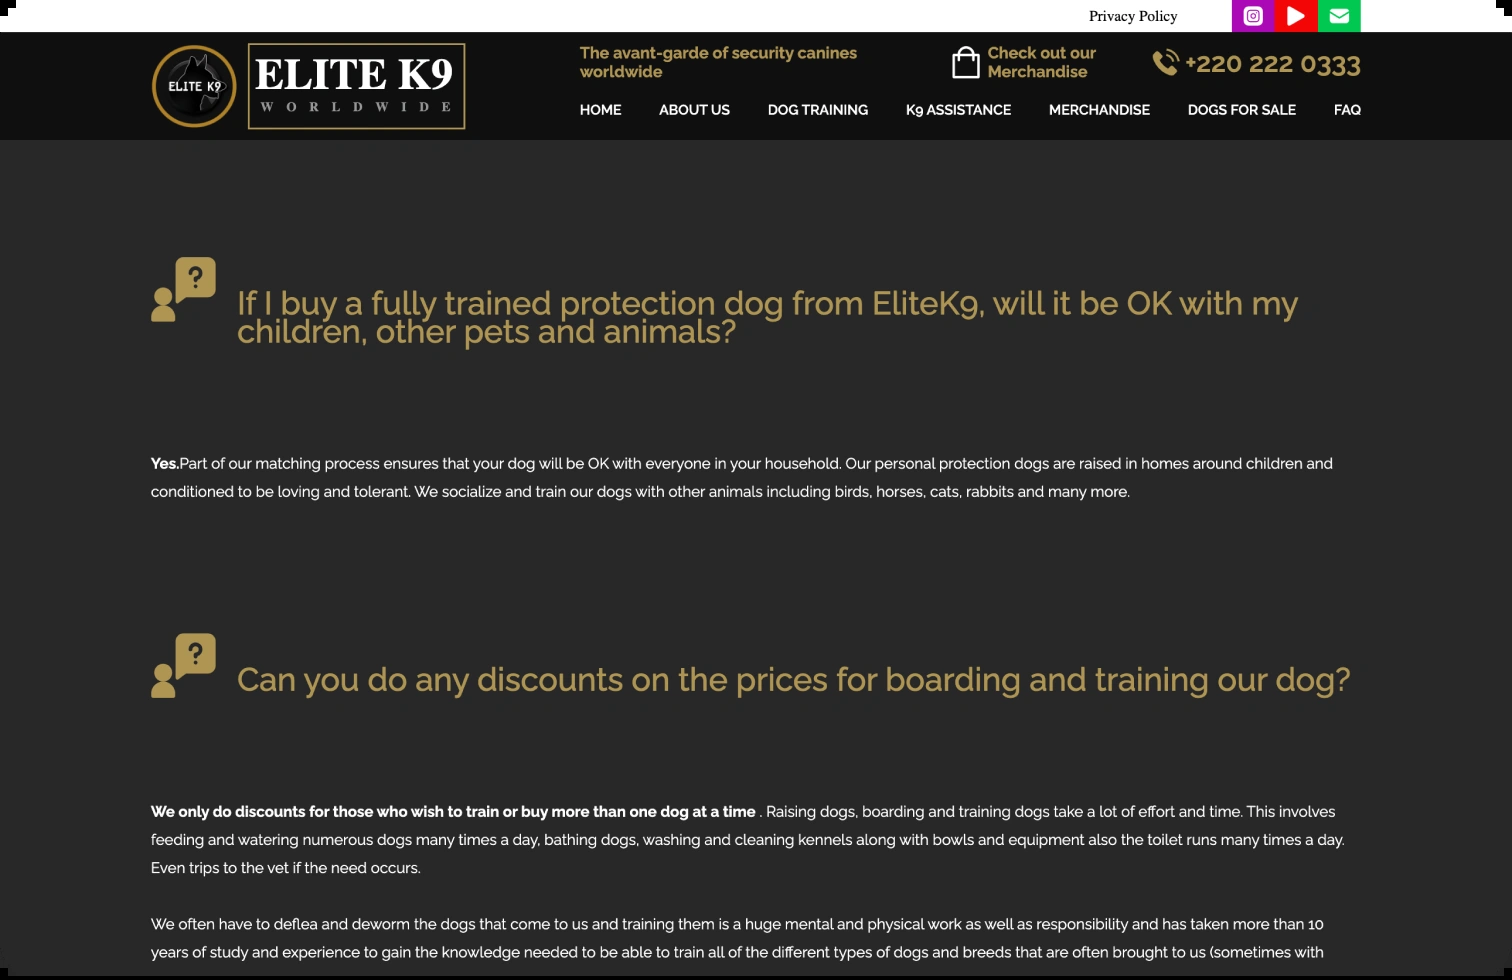 Privacy Policy
ELITE K9
ELITE K9
WORLDWIDE
The avant-garde of security canines
worldwide
Check out our
Merchandise
+220 222 0333
HOME ABOUT US DOG TRAINING K9 ASSISTANCE MERCHANDISE DOGS FOR SALE FAQ
?
If I buy a fully trained protection dog from EliteK9, will it be OK with my
children, other pets and animals?
Yes.Part of our matching process ensures that your dog will be OK with everyone in your household. Our personal protection dogs are raised in homes around children and
conditioned to be loving and tolerant. We socialize and train our dogs with other animals including birds, horses, cats, rabbits and many more.
?
Can you do any discounts on the prices for boarding and training our dog?
We only do discounts for those who wish to train or buy more than one dog at a time . Raising dogs, boarding and training dogs take a lot of effort and time. This involves
feeding and watering numerous dogs many times a day, bathing dogs, washing and cleaning kennels along with bowls and equipment also the toilet runs many times a day.
Even trips to the vet if the need occurs.
We often have to deflea and deworm the dogs that come to us and training them is a huge mental and physical work as well as responsibility and has taken more than 10
years of study and experience to gain the knowledge needed to be able to train all of the different types of dogs and breeds that are often brought to us (sometimes with